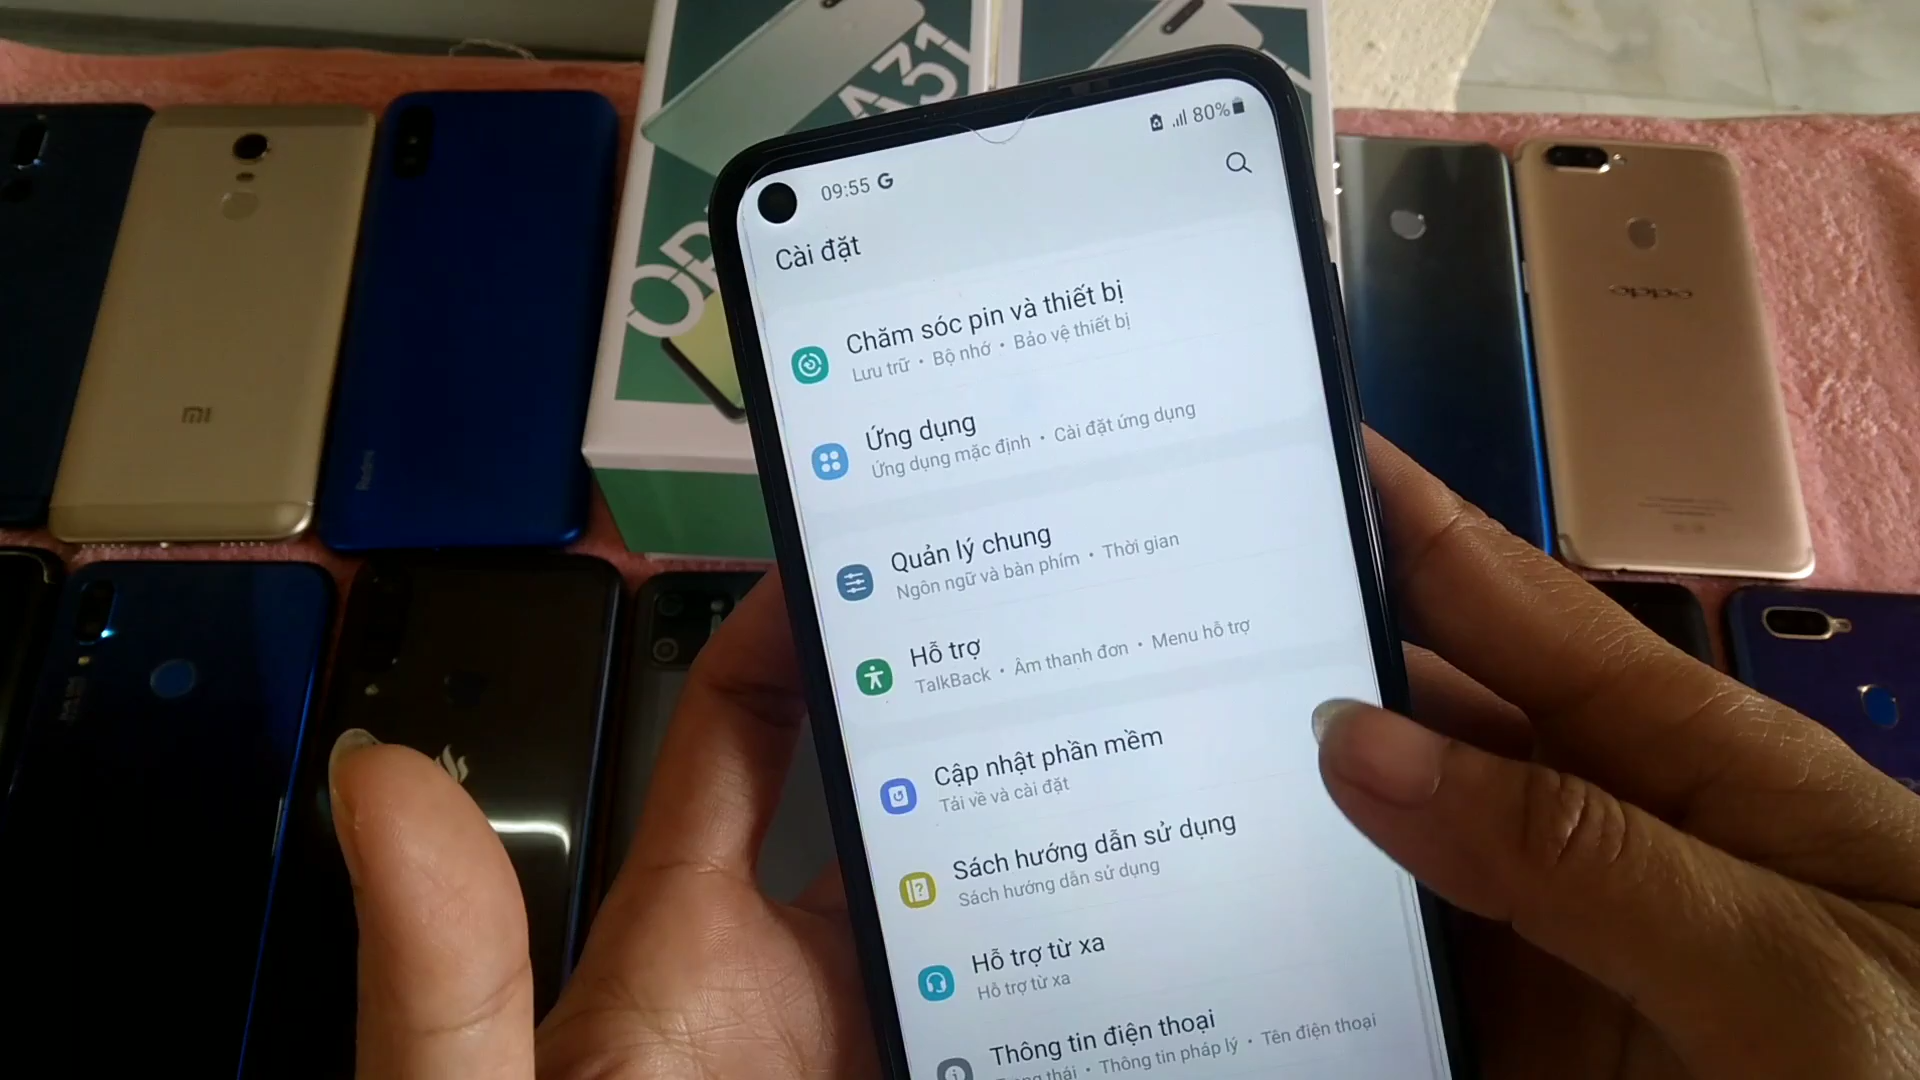 A31
80%
09:55 G
Cài đặt
Chăm sóc pin và thiết bị
Lưu trữ • Bộ nhớ • Bảo vệ thiết bị
Ứng dụng
Ứng dụng mặc định • Cài đặt ứng dụng
Quản lý chung
Ngôn ngữ và bàn phím • Thời gian
Hỗ trợ
TalkBack • Âm thanh đơn • Menu hỗ trợ
Cập nhật phần mềm
Tải về và cài đặt
Sách hướng dẫn sử dụng
Sách hướng dẫn sử dụng
Hỗ trợ từ xa
Hỗ trợ từ xa
Thông tin điện thoại
thái • Thông tin pháp lý • Tên điện thoại
MI
Redmi
oppo